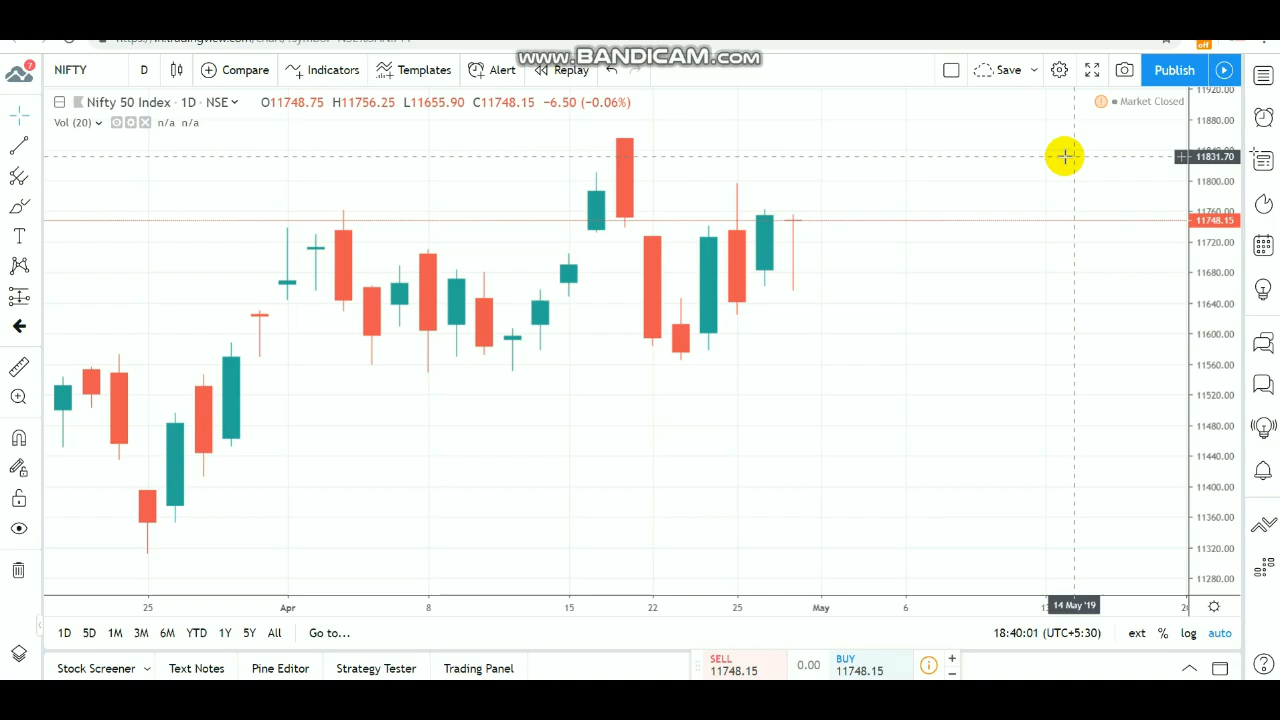 www.BANDICAM.com
off
7
NIFTY D Compare Indicators Templates Alert Replay Save Publish
Nifty 50 Index · 1D · NSE O11748.75 H11756.25 L11655.90 C11748.15 -6.50 (-0.06%)
Market Closed
Vol (20) n/a n/a
11920.00
11880.00
11831.70
11800.00
11760.00
11748.15
11720.00
11680.00
11640.00
11600.00
11560.00
11520.00
11480.00
11440.00
11400.00
11360.00
11320.00
11280.00
25 Apr 8 15 22 25 May 6 14 May '19
1D 5D 1M 3M 6M YTD 1Y 5Y All Go to... 18:40:01 (UTC+5:30) ext % log auto
Stock Screener Text Notes Pine Editor Strategy Tester Trading Panel
SELL
11748.15
0.00
BUY
11748.15